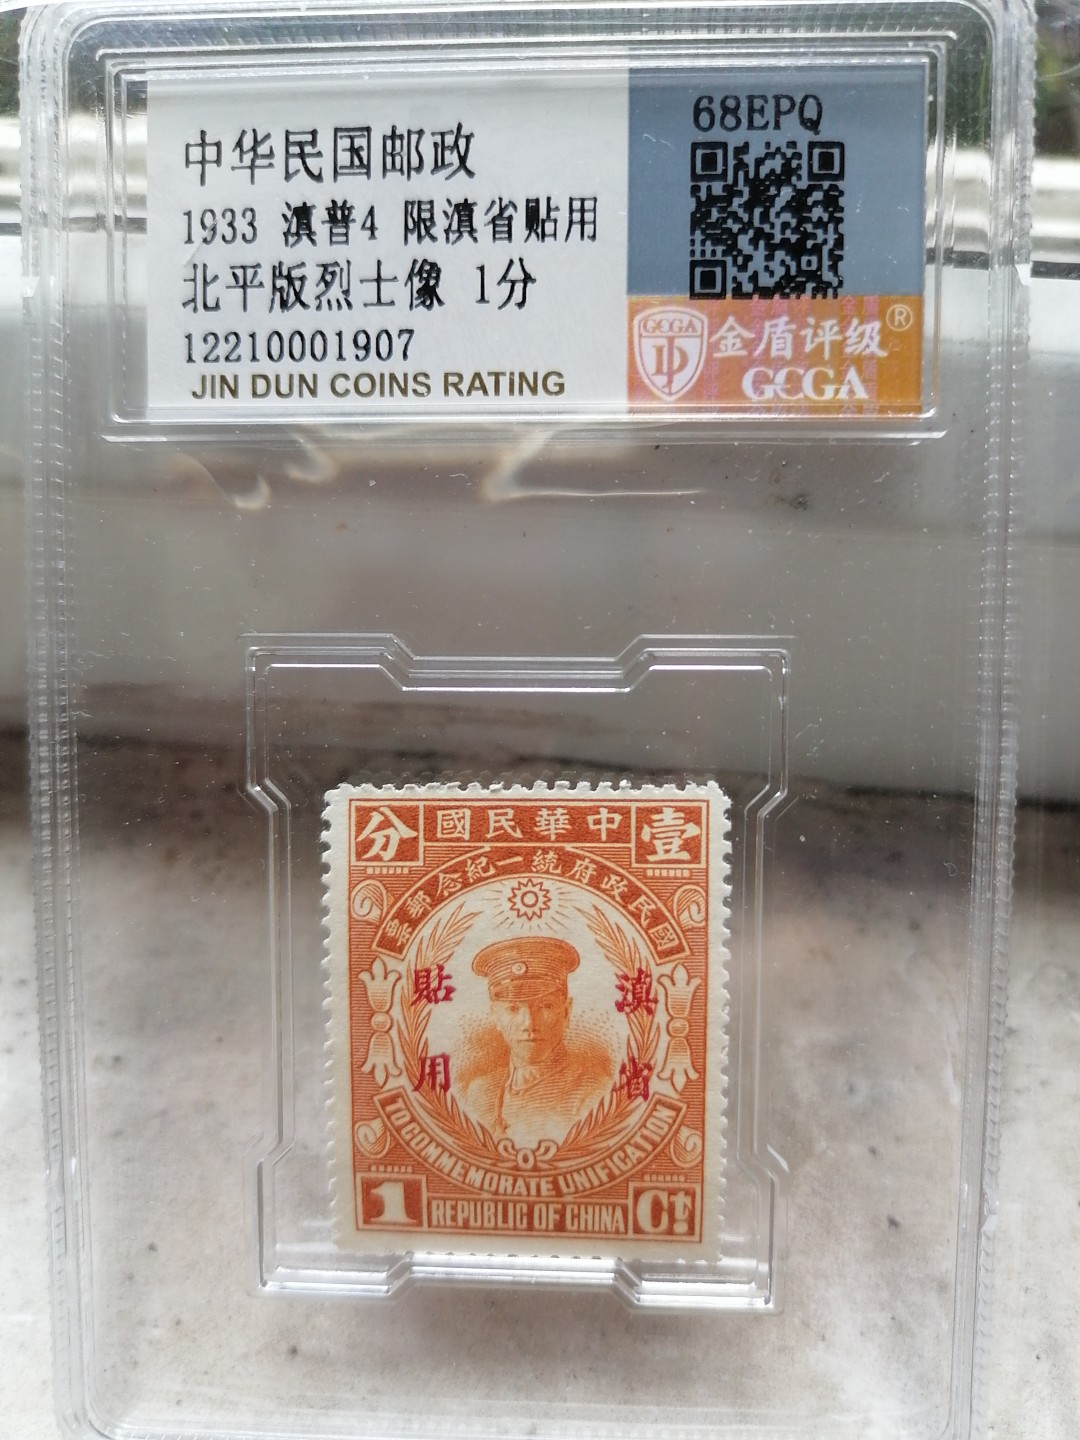 68EPQ
中华民国邮政
1933 滇普4 限滇省贴用
北平版烈士像 1分
12210001907
JIN DUN COINS RATING
GCGA
金盾评级®
GCGA
分 國民華中 壹
票郵念紀一統府政民國
貼 滇
用 省
TO COMMEMORATE UNIFICATION
1 REPUBLIC OF CHINA Ct.